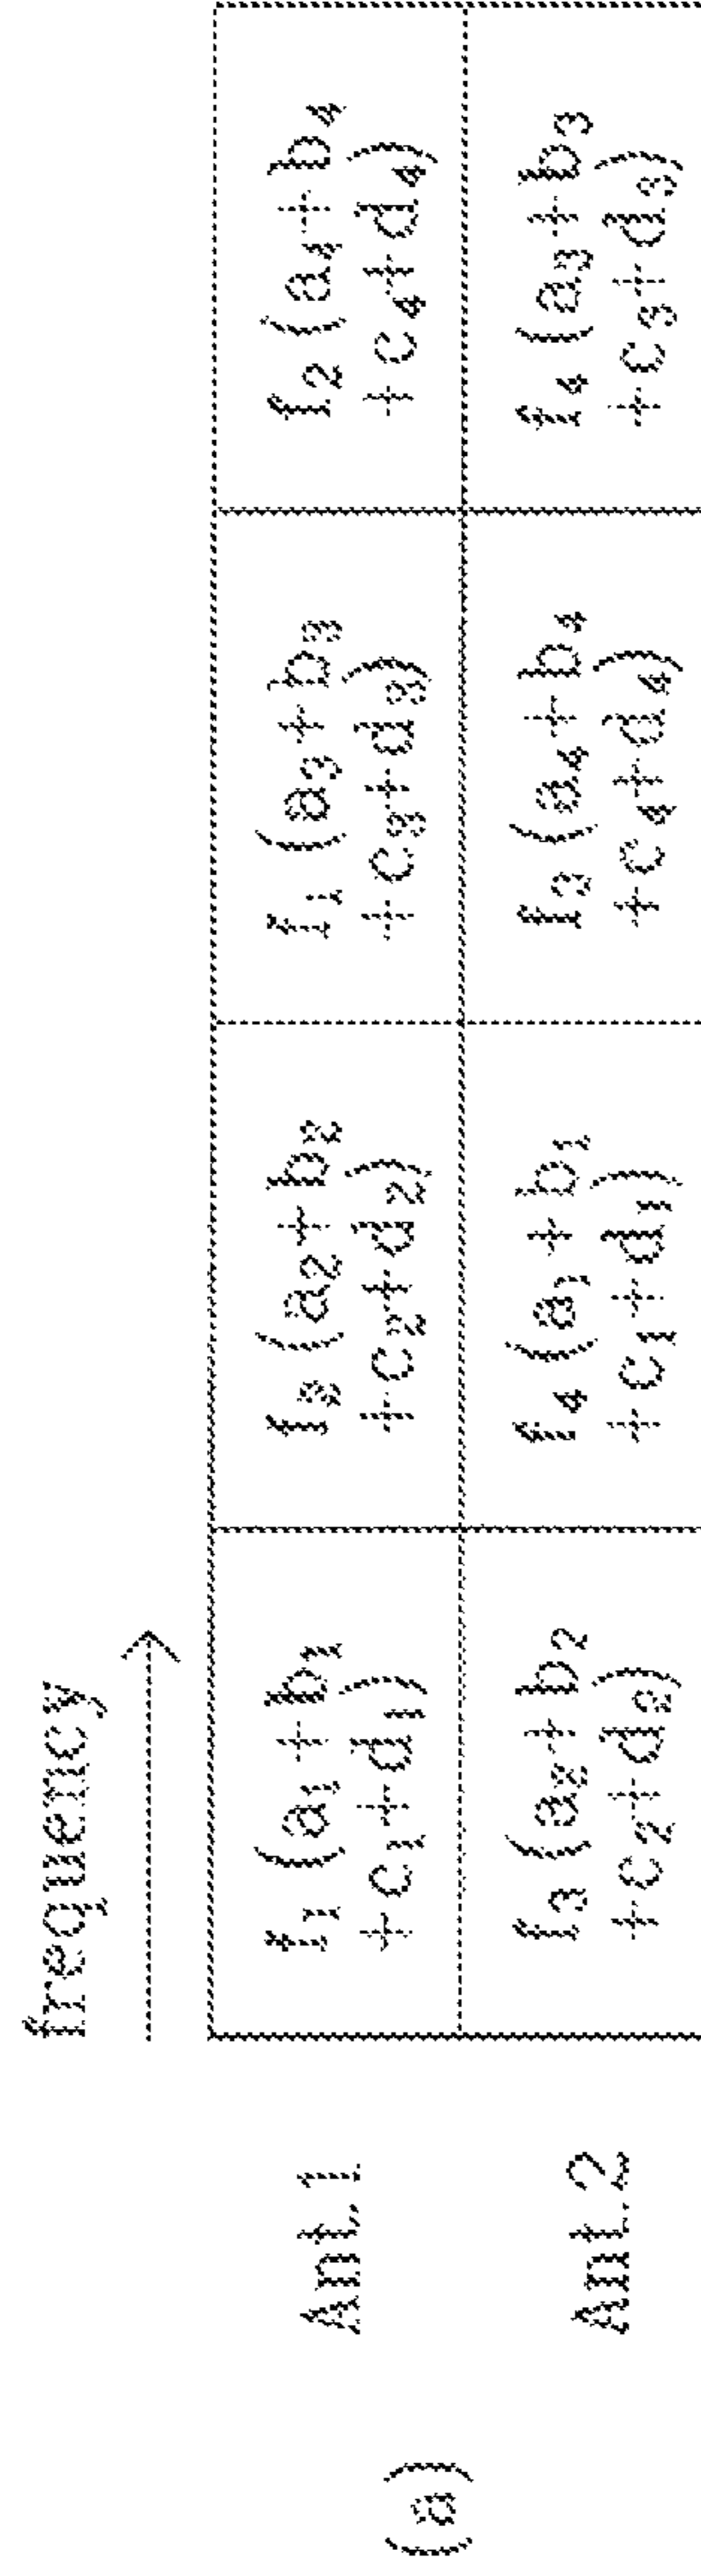 frequency
(a)
Ant.1
f₁(a₁+b₁
+c₁+d₁)
f₂(a₂+b₂
+c₂+d₂)
f₁(a₃+b₃
+c₃+d₃)
f₂(a₄+b₄
+c₄+d₄)
Ant.2
f₃(a₂+b₂
+c₂+d₂)
f₄(a₁+b₁
+c₁+d₁)
f₃(a₄+b₄
+c₄+d₄)
f₄(a₃+b₃
+c₃+d₃)